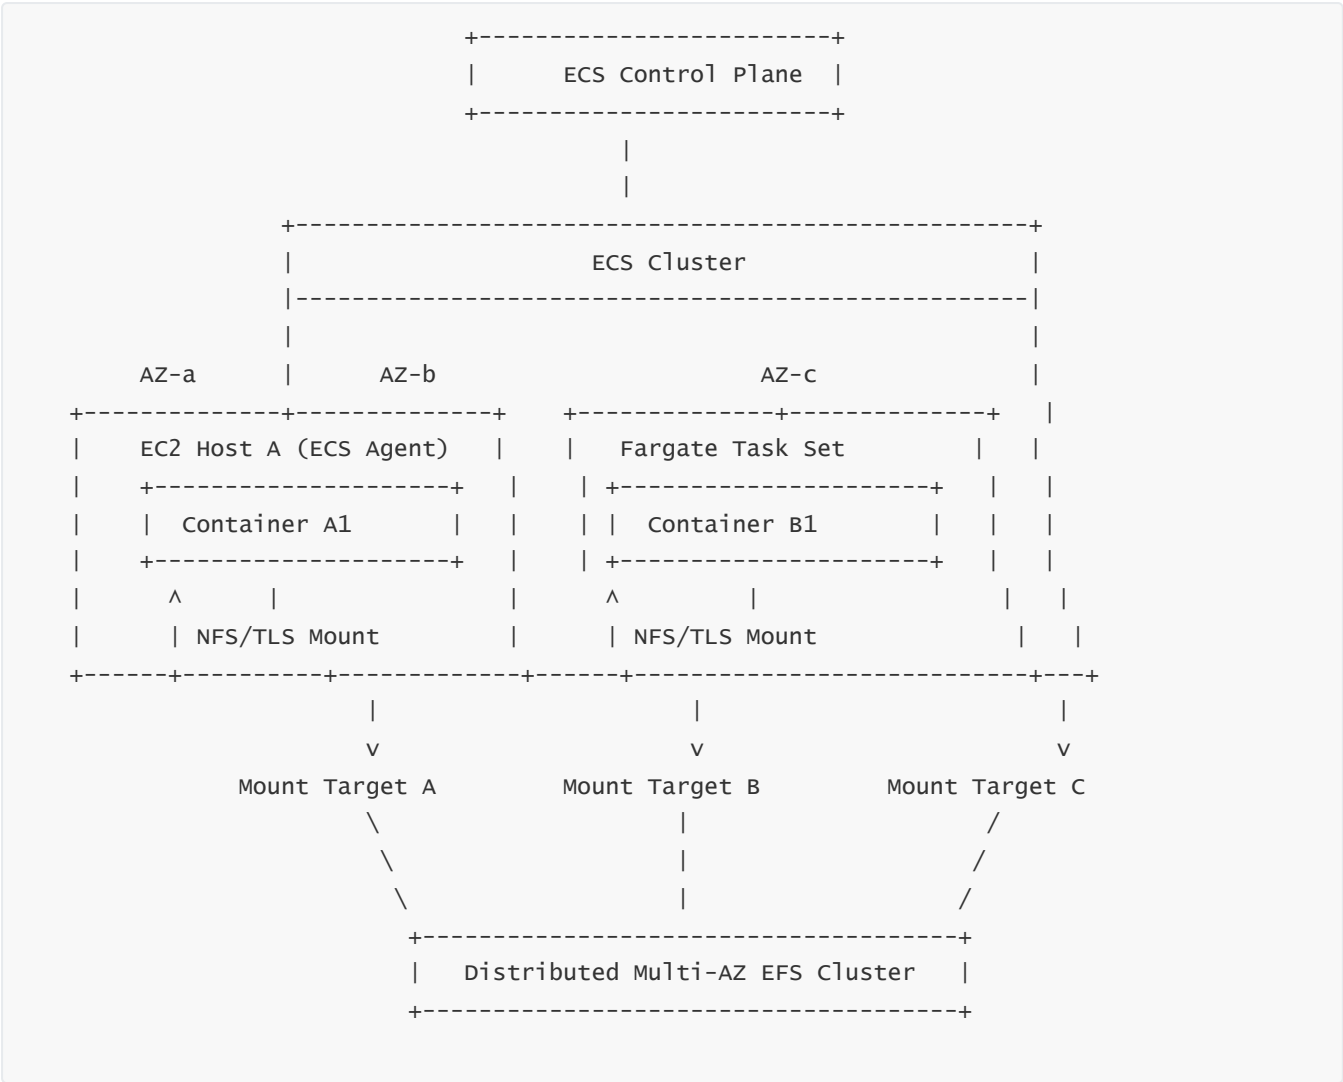 ECS Control Plane
ECS Cluster
AZ-a AZ-b AZ-c
EC2 Host A (ECS Agent) Fargate Task Set
Container A1 Container B1
NFS/TLS Mount NFS/TLS Mount
Mount Target A Mount Target B Mount Target C
Distributed Multi-AZ EFS Cluster